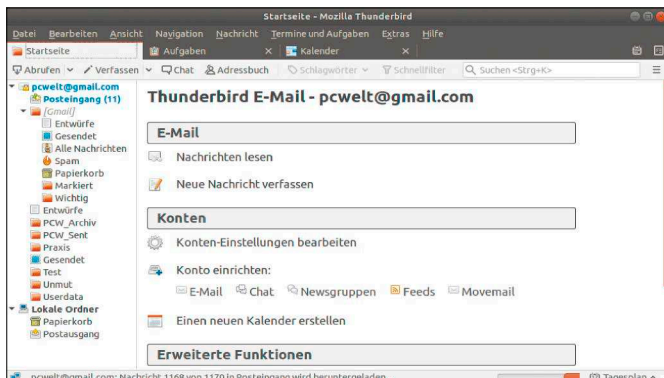 Startseite - Mozilla Thunderbird
Datei Bearbeiten Ansicht Navigation Nachricht Termine und Aufgaben Extras Hilfe
Startseite Aufgaben × Kalender ×
Abrufen Verfassen Chat Adressbuch Schlagwörter Schnellfilter Suchen <Strg+K>
pcwelt@gmail.com
Posteingang (11)
[Gmail]
Entwürfe
Gesendet
Alle Nachrichten
Spam
Papierkorb
Markiert
Wichtig
Entwürfe
PCW_Archiv
PCW_Sent
Praxis
Gesendet
Test
Unmut
Userdata
Lokale Ordner
Papierkorb
Postausgang
Thunderbird E-Mail - pcwelt@gmail.com
E-Mail
Nachrichten lesen
Neue Nachricht verfassen
Konten
Konten-Einstellungen bearbeiten
Konto einrichten:
E-Mail Chat Newsgruppen Feeds Movemail
Einen neuen Kalender erstellen
Erweiterte Funktionen
pcwelt@gmail.com: Nachricht 1168 von 1170 in Posteingang wird heruntergeladen Tagesplan